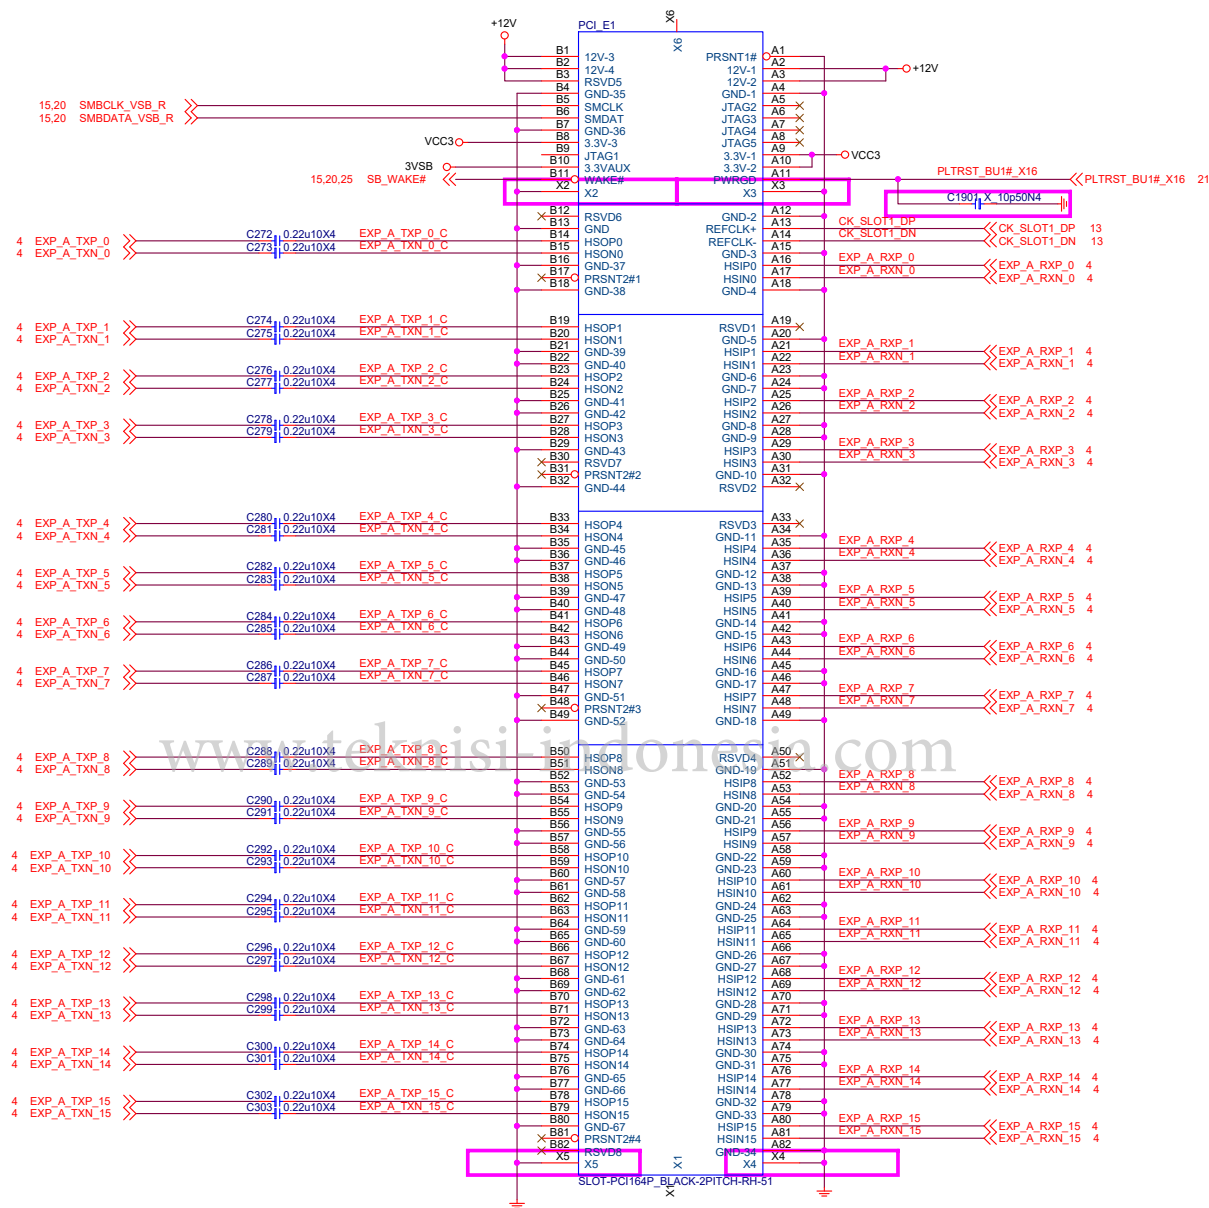 PCI_E1
X6
X6
+12V
B1 12V-3 PRSNT1# A1
B2 12V-4 12V-1 A2
B3 RSVD5 12V-2 A3 +12V
B4 GND-35 GND-1 A4
15,20 SMBCLK_VSB_R B5 SMCLK JTAG2 A5
15,20 SMBDATA_VSB_R B6 SMDAT JTAG3 A6
B7 GND-36 JTAG4 A7
VCC3 B8 3.3V-3 JTAG5 A8
B9 JTAG1 3.3V-1 A9 VCC3
3VSB B10 3.3VAUX 3.3V-2 A10
15,20,25 SB_WAKE# B11 WAKE# PWRGD A11 PLTRST_BU1#_X16 PLTRST_BU1#_X16 21
X2 X2 X3 X3 C1901 X_10p50N4
B12 RSVD6 GND-2 A12
B13 GND REFCLK+ A13 CK_SLOT1_DP CK_SLOT1_DP 13
4 EXP_A_TXP_0 C272 0.22u10X4 EXP_A_TXP_0_C B14 HSOP0 REFCLK- A14 CK_SLOT1_DN CK_SLOT1_DN 13
4 EXP_A_TXN_0 C273 0.22u10X4 EXP_A_TXN_0_C B15 HSON0 GND-3 A15
B16 GND-37 HSIP0 A16 EXP_A_RXP_0 EXP_A_RXP_0 4
B17 PRSNT2#1 HSIN0 A17 EXP_A_RXN_0 EXP_A_RXN_0 4
B18 GND-38 GND-4 A18
4 EXP_A_TXP_1 C274 0.22u10X4 EXP_A_TXP_1_C B19 HSOP1 RSVD1 A19
4 EXP_A_TXN_1 C275 0.22u10X4 EXP_A_TXN_1_C B20 HSON1 GND-5 A20
B21 GND-39 HSIP1 A21 EXP_A_RXP_1 EXP_A_RXP_1 4
B22 GND-40 HSIN1 A22 EXP_A_RXN_1 EXP_A_RXN_1 4
4 EXP_A_TXP_2 C276 0.22u10X4 EXP_A_TXP_2_C B23 HSOP2 GND-6 A23
4 EXP_A_TXN_2 C277 0.22u10X4 EXP_A_TXN_2_C B24 HSON2 GND-7 A24
B25 GND-41 HSIP2 A25 EXP_A_RXP_2 EXP_A_RXP_2 4
B26 GND-42 HSIN2 A26 EXP_A_RXN_2 EXP_A_RXN_2 4
4 EXP_A_TXP_3 C278 0.22u10X4 EXP_A_TXP_3_C B27 HSOP3 GND-8 A27
4 EXP_A_TXN_3 C279 0.22u10X4 EXP_A_TXN_3_C B28 HSON3 GND-9 A28
B29 GND-43 HSIP3 A29 EXP_A_RXP_3 EXP_A_RXP_3 4
B30 RSVD7 HSIN3 A30 EXP_A_RXN_3 EXP_A_RXN_3 4
B31 PRSNT2#2 GND-10 A31
B32 GND-44 RSVD2 A32
4 EXP_A_TXP_4 C280 0.22u10X4 EXP_A_TXP_4_C B33 HSOP4 RSVD3 A33
4 EXP_A_TXN_4 C281 0.22u10X4 EXP_A_TXN_4_C B34 HSON4 GND-11 A34
B35 GND-45 HSIP4 A35 EXP_A_RXP_4 EXP_A_RXP_4 4
B36 GND-46 HSIN4 A36 EXP_A_RXN_4 EXP_A_RXN_4 4
4 EXP_A_TXP_5 C282 0.22u10X4 EXP_A_TXP_5_C B37 HSOP5 GND-12 A37
4 EXP_A_TXN_5 C283 0.22u10X4 EXP_A_TXN_5_C B38 HSON5 GND-13 A38
B39 GND-47 HSIP5 A39 EXP_A_RXP_5 EXP_A_RXP_5 4
B40 GND-48 HSIN5 A40 EXP_A_RXN_5 EXP_A_RXN_5 4
4 EXP_A_TXP_6 C284 0.22u10X4 EXP_A_TXP_6_C B41 HSOP6 GND-14 A41
4 EXP_A_TXN_6 C285 0.22u10X4 EXP_A_TXN_6_C B42 HSON6 GND-15 A42
B43 GND-49 HSIP6 A43 EXP_A_RXP_6 EXP_A_RXP_6 4
B44 GND-50 HSIN6 A44 EXP_A_RXN_6 EXP_A_RXN_6 4
4 EXP_A_TXP_7 C286 0.22u10X4 EXP_A_TXP_7_C B45 HSOP7 GND-16 A45
4 EXP_A_TXN_7 C287 0.22u10X4 EXP_A_TXN_7_C B46 HSON7 GND-17 A46
B47 GND-51 HSIP7 A47 EXP_A_RXP_7 EXP_A_RXP_7 4
B48 PRSNT2#3 HSIN7 A48 EXP_A_RXN_7 EXP_A_RXN_7 4
B49 GND-52 GND-18 A49
www.teknisi-indonesia.com
4 EXP_A_TXP_8 C288 0.22u10X4 EXP_A_TXP_8_C B50 HSOP8 RSVD4 A50
4 EXP_A_TXN_8 C289 0.22u10X4 EXP_A_TXN_8_C B51 HSON8 GND-19 A51
B52 GND-53 HSIP8 A52 EXP_A_RXP_8 EXP_A_RXP_8 4
B53 GND-54 HSIN8 A53 EXP_A_RXN_8 EXP_A_RXN_8 4
4 EXP_A_TXP_9 C290 0.22u10X4 EXP_A_TXP_9_C B54 HSOP9 GND-20 A54
4 EXP_A_TXN_9 C291 0.22u10X4 EXP_A_TXN_9_C B55 HSON9 GND-21 A55
B56 GND-55 HSIP9 A56 EXP_A_RXP_9 EXP_A_RXP_9 4
B57 GND-56 HSIN9 A57 EXP_A_RXN_9 EXP_A_RXN_9 4
4 EXP_A_TXP_10 C292 0.22u10X4 EXP_A_TXP_10_C B58 HSOP10 GND-22 A58
4 EXP_A_TXN_10 C293 0.22u10X4 EXP_A_TXN_10_C B59 HSON10 GND-23 A59
B60 GND-57 HSIP10 A60 EXP_A_RXP_10 EXP_A_RXP_10 4
B61 GND-58 HSIN10 A61 EXP_A_RXN_10 EXP_A_RXN_10 4
4 EXP_A_TXP_11 C294 0.22u10X4 EXP_A_TXP_11_C B62 HSOP11 GND-24 A62
4 EXP_A_TXN_11 C295 0.22u10X4 EXP_A_TXN_11_C B63 HSON11 GND-25 A63
B64 GND-59 HSIP11 A64 EXP_A_RXP_11 EXP_A_RXP_11 4
B65 GND-60 HSIN11 A65 EXP_A_RXN_11 EXP_A_RXN_11 4
4 EXP_A_TXP_12 C296 0.22u10X4 EXP_A_TXP_12_C B66 HSOP12 GND-26 A66
4 EXP_A_TXN_12 C297 0.22u10X4 EXP_A_TXN_12_C B67 HSON12 GND-27 A67
B68 GND-61 HSIP12 A68 EXP_A_RXP_12 EXP_A_RXP_12 4
B69 GND-62 HSIN12 A69 EXP_A_RXN_12 EXP_A_RXN_12 4
4 EXP_A_TXP_13 C298 0.22u10X4 EXP_A_TXP_13_C B70 HSOP13 GND-28 A70
4 EXP_A_TXN_13 C299 0.22u10X4 EXP_A_TXN_13_C B71 HSON13 GND-29 A71
B72 GND-63 HSIP13 A72 EXP_A_RXP_13 EXP_A_RXP_13 4
B73 GND-64 HSIN13 A73 EXP_A_RXN_13 EXP_A_RXN_13 4
4 EXP_A_TXP_14 C300 0.22u10X4 EXP_A_TXP_14_C B74 HSOP14 GND-30 A74
4 EXP_A_TXN_14 C301 0.22u10X4 EXP_A_TXN_14_C B75 HSON14 GND-31 A75
B76 GND-65 HSIP14 A76 EXP_A_RXP_14 EXP_A_RXP_14 4
B77 GND-66 HSIN14 A77 EXP_A_RXN_14 EXP_A_RXN_14 4
4 EXP_A_TXP_15 C302 0.22u10X4 EXP_A_TXP_15_C B78 HSOP15 GND-32 A78
4 EXP_A_TXN_15 C303 0.22u10X4 EXP_A_TXN_15_C B79 HSON15 GND-33 A79
B80 GND-67 HSIP15 A80 EXP_A_RXP_15 EXP_A_RXP_15 4
B81 PRSNT2#4 HSIN15 A81 EXP_A_RXN_15 EXP_A_RXN_15 4
B82 RSVD8 GND-34 A82
X5 X5 X1 X4 X4
SLOT-PCI164P_BLACK-2PITCH-RH-51
X1